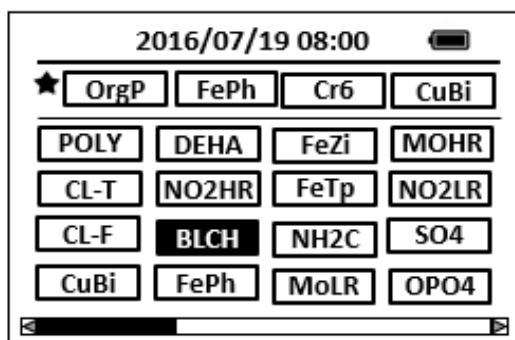 2016/07/19 08:00
OrgP FePh Cr6 CuBi
POLY DEHA FeZi MOHR
CL-T NO2HR FeTp NO2LR
CL-F BLCH NH2C SO4
CuBi FePh MoLR OPO4